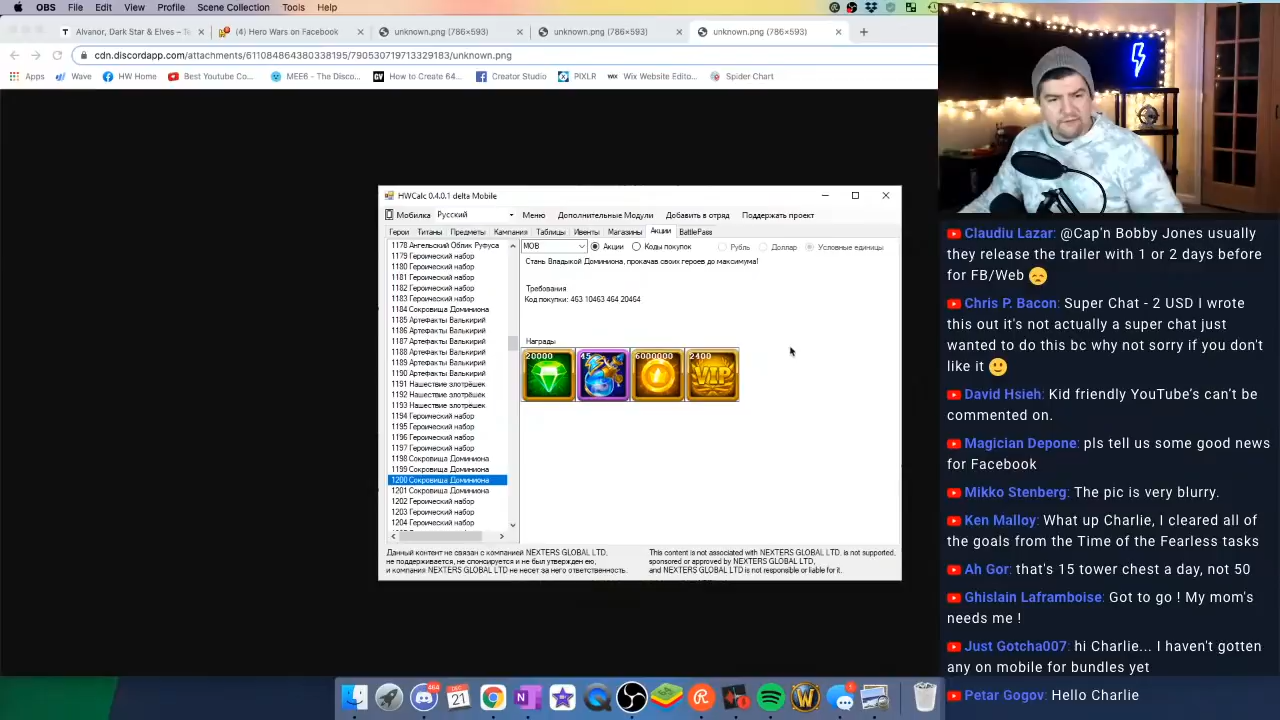 OBS File Edit View Profile Scene Collection Tools Help
Alvanor, Dark Star & Elves – Te
(4) Hero Wars on Facebook
unknown.png (786×593)
unknown.png (786×593)
unknown.png (786×593)
cdn.discordapp.com/attachments/611084864380338195/790530719713329183/unknown.png
Apps Wave HW Home Best Youtube Co... MEE6 - The Disco... How to Create 64... Creator Studio PIXLR Wix Website Edito... Spider Chart
HWCalc 0.4.0.1 delta Mobile
Мобилка Русский Меню Дополнительные Модули Добавить в отряд Поддержать проект
Герои Титаны Предметы Кампания Таблицы Ивенты Магазины Акции BattlePass
MOB Акции Коды покупок Рубль Доллар Условные единицы
1178 Ангельский Облик Руфуса
1179 Героический набор
1180 Героический набор
1181 Героический набор
1182 Героический набор
1183 Героический набор
1184 Сокровища Доминиона
1185 Артефакты Валькирий
1186 Артефакты Валькирий
1187 Артефакты Валькирий
1188 Артефакты Валькирий
1189 Артефакты Валькирий
1190 Артефакты Валькирий
1191 Нашествие злотрёшек
1192 Нашествие злотрёшек
1193 Нашествие злотрёшек
1194 Героический набор
1195 Героический набор
1196 Героический набор
1197 Героический набор
1198 Сокровища Доминиона
1199 Сокровища Доминиона
1200 Сокровища Доминиона
1201 Сокровища Доминиона
1202 Героический набор
1203 Героический набор
1204 Героический набор
Стань Владыкой Доминиона, прокачав своих героев до максимума!
Требования
Код покупки: 463 10463 464 20464
Награды
20000 45 6000000 2400
VIP
Данный контент не связан с компанией NEXTERS GLOBAL LTD,
не поддерживается, не спонсируется и не был утвержден ею,
и компания NEXTERS GLOBAL LTD не несет за него ответственность.
This content is not associated with NEXTERS GLOBAL LTD. is not supported,
sponsored or approved by NEXTERS GLOBAL LTD,
and NEXTERS GLOBAL LTD is not responsible or liable for it.
Claudiu Lazar: @Cap'n Bobby Jones usually
they release the trailer with 1 or 2 days before
for FB/Web
Chris P. Bacon: Super Chat - 2 USD I wrote
this out it's not actually a super chat just
wanted to do this bc why not sorry if you don't
like it
David Hsieh: Kid friendly YouTube's can't be
commented on.
Magician Depone: pls tell us some good news
for Facebook
Mikko Stenberg: The pic is very blurry.
Ken Malloy: What up Charlie, I cleared all of
the goals from the Time of the Fearless tasks
Ah Gor: that's 15 tower chest a day, not 50
Ghislain Laframboise: Got to go ! My mom's
needs me !
Just Gotcha007: hi Charlie... I haven't gotten
any on mobile for bundles yet
Petar Gogov: Hello Charlie
464
DEC
21